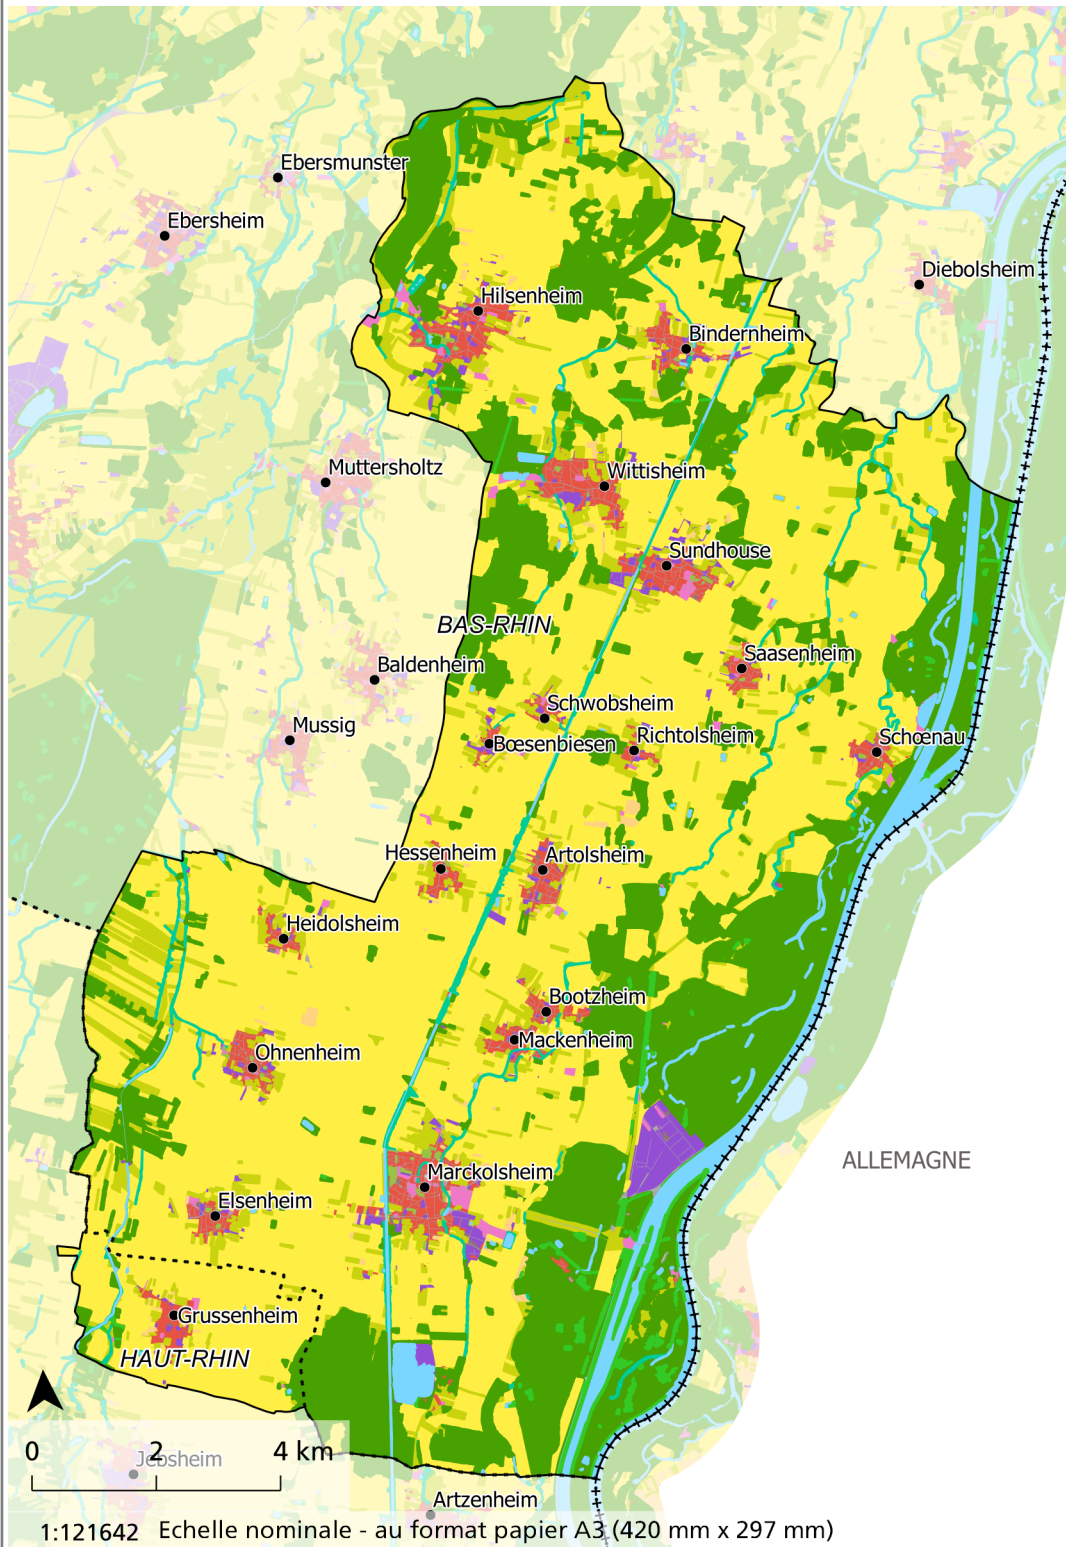 Ebersmunster
Ebersheim
Diebolsheim
Hilsenheim
Bindernheim
Muttersholtz
Wittisheim
Sundhouse
BAS-RHIN
Saasenheim
Baldenheim
Schwobsheim
Mussig
Bœsenbiesen
Richtolsheim
Schœnau
Hessenheim
Artolsheim
Heidolsheim
Bootzheim
Mackenheim
Ohnenheim
ALLEMAGNE
Marckolsheim
Elsenheim
Grussenheim
HAUT-RHIN
0 2 4 km
Jebsheim
Artzenheim
1:121642 Echelle nominale - au format papier A3 (420 mm x 297 mm)